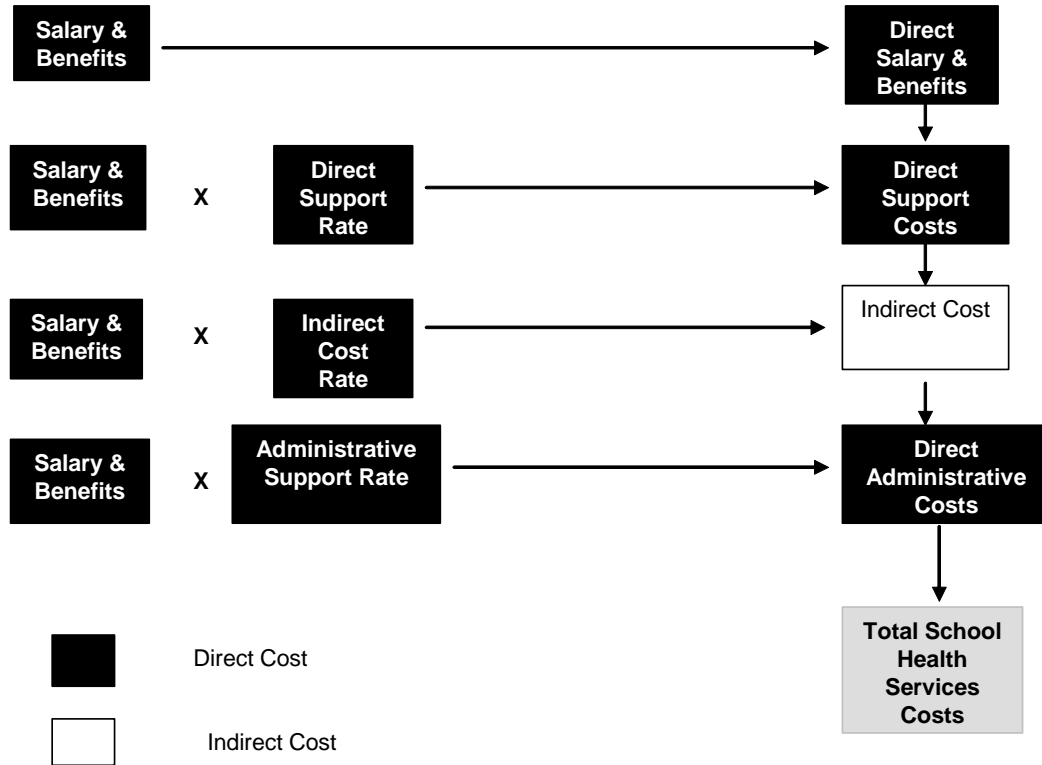 Salary &
Benefits
Direct
Salary &
Benefits
Salary &
Benefits
X
Direct
Support
Rate
Direct
Support
Costs
Salary &
Benefits
X
Indirect
Cost
Rate
Indirect Cost
Salary &
Benefits
X
Administrative
Support Rate
Direct
Administrative
Costs
Total School
Health
Services
Costs
Direct Cost
Indirect Cost